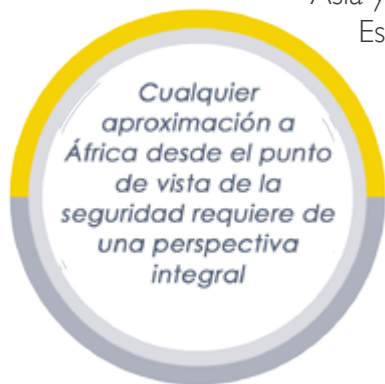 Asia y
Es
Cualquier
aproximación a
África desde el punto
de vista de la
seguridad requiere de
una perspectiva
integral